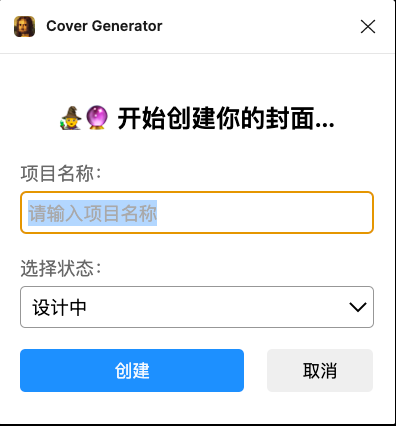 Cover Generator
🧙‍♀️🔮 开始创建你的封面...
项目名称：
请输入项目名称
选择状态：
设计中
创建
取消